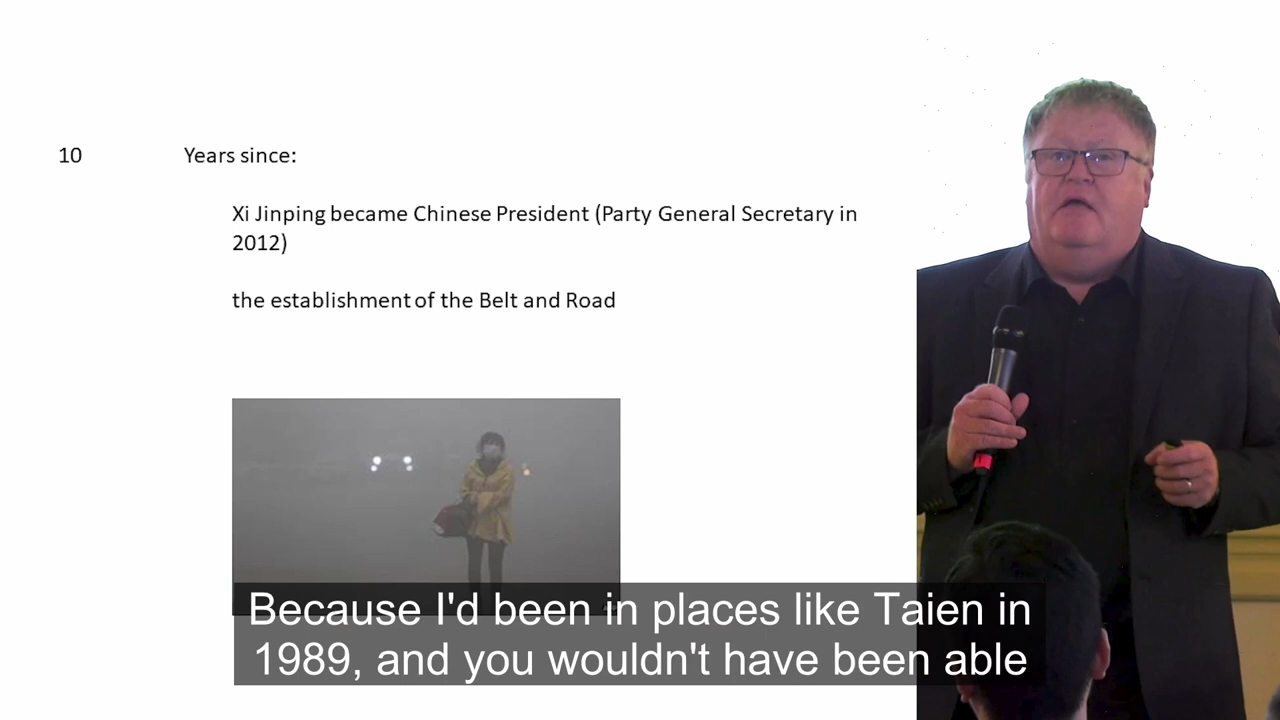 10 Years since:
Xi Jinping became Chinese President (Party General Secretary in
2012)
the establishment of the Belt and Road
Because I'd been in places like Taien in
1989, and you wouldn't have been able